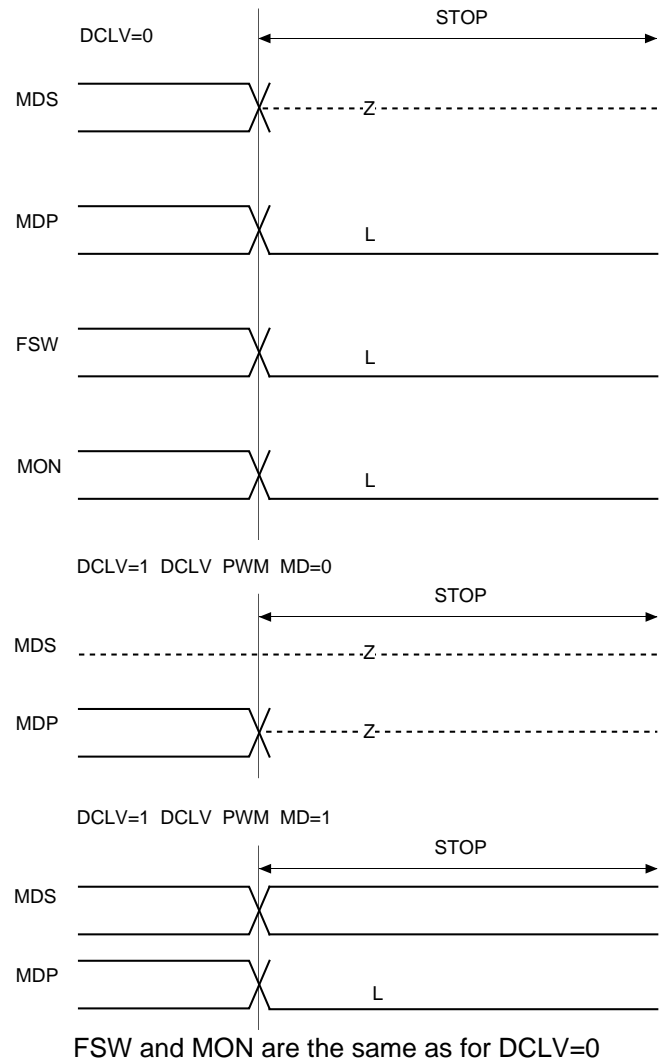 STOP
DCLV=0
MDS
Z
MDP
L
FSW
L
MON
L
DCLV=1 DCLV PWM MD=0
STOP
MDS
Z
MDP
Z
DCLV=1 DCLV PWM MD=1
STOP
MDS
MDP
L
FSW and MON are the same as for DCLV=0